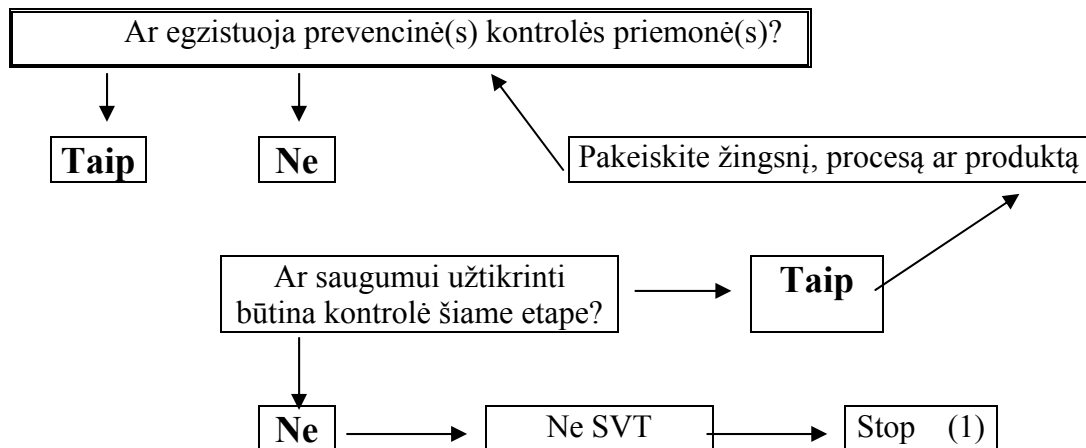 Ar egzistuoja prevencinė(s) kontrolės priemonė(s)?
Taip
Ne
Pakeiskite žingsnį, procesą ar produktą
Ar saugumui užtikrinti
būtina kontrolė šiame etape?
Taip
Ne
Ne SVT
Stop (1)